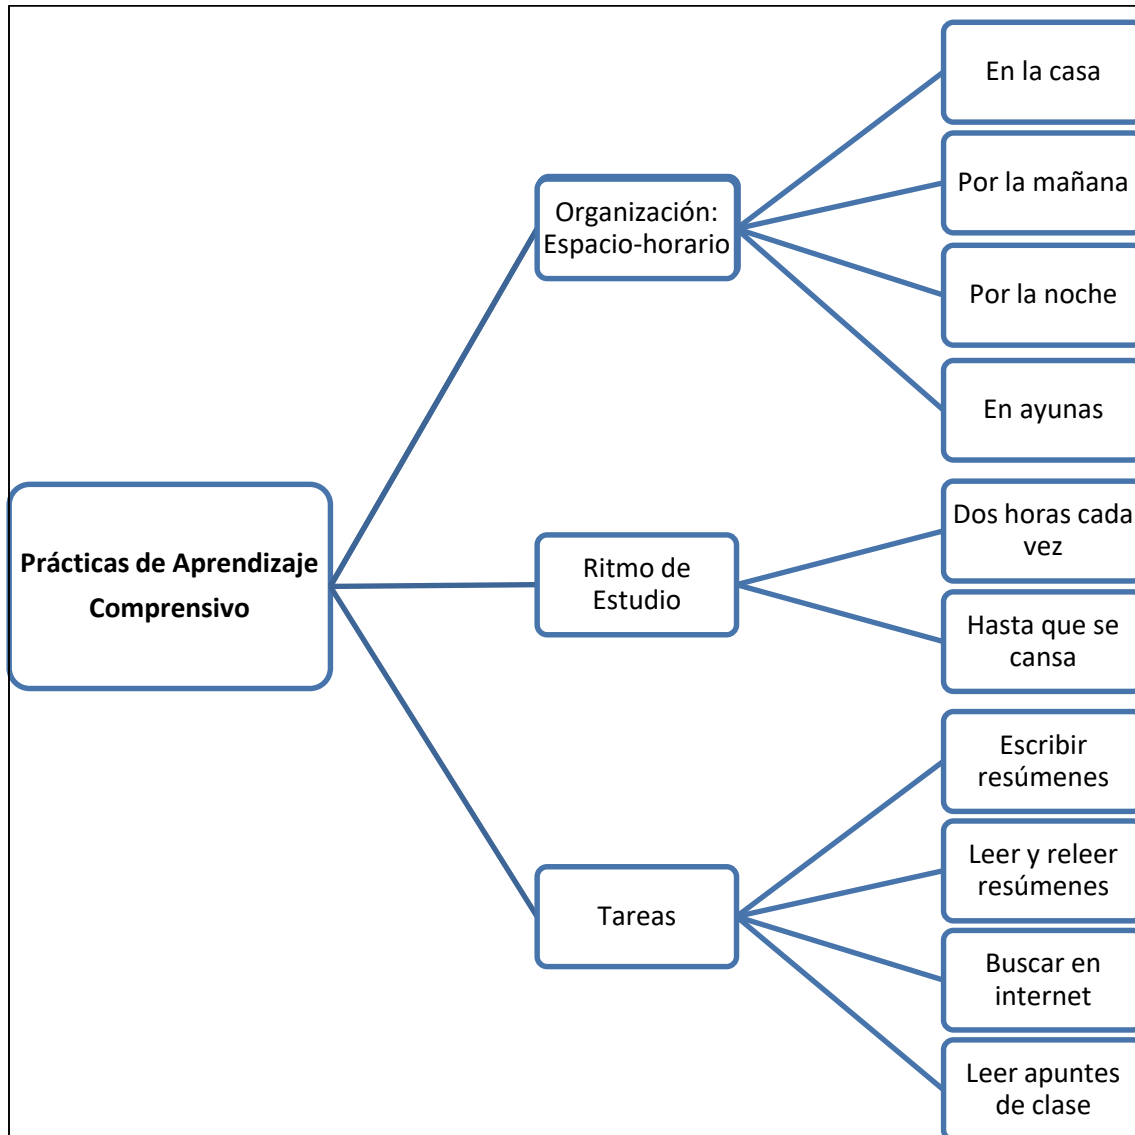 Prácticas de Aprendizaje
Comprensivo
Organización:
Espacio-horario
En la casa
Por la mañana
Por la noche
En ayunas
Ritmo de
Estudio
Dos horas cada
vez
Hasta que se
cansa
Tareas
Escribir
resúmenes
Leer y releer
resúmenes
Buscar en
internet
Leer apuntes
de clase